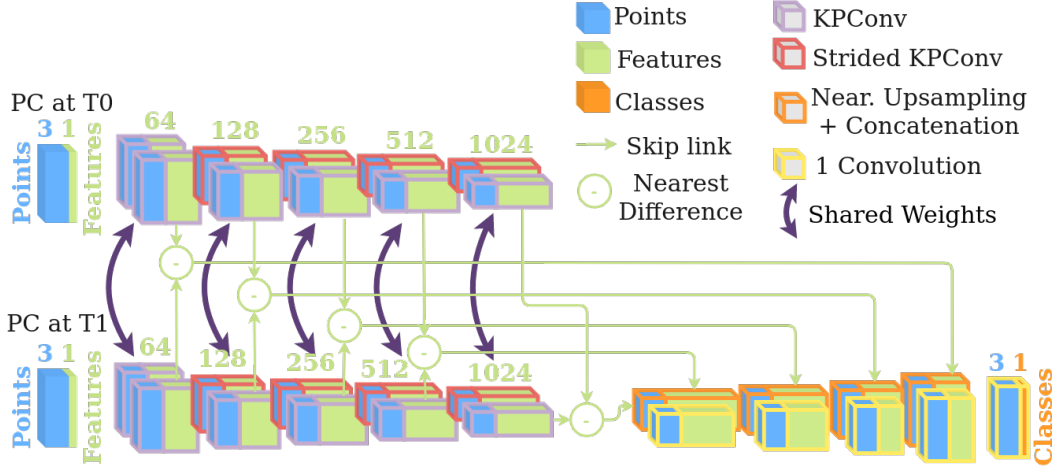 Points
KPConv
Features
Strided KPConv
Classes
Near. Upsampling
+ Concatenation
Skip link
1 Convolution
-
Nearest
Difference
Shared Weights
PC at T0
3 1
Points
Features
64
128
256
512
1024
-
-
-
-
PC at T1
3 1
Points
Features
64
128
256
512
1024
-
3 1
Classes